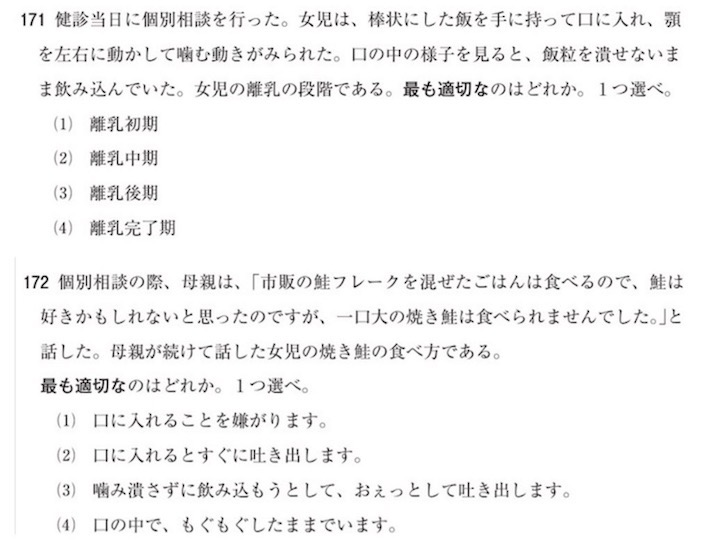 171 健診当日に個別相談を行った。女児は、棒状にした飯を手に持って口に入れ、顎
を左右に動かして噛む動きがみられた。口の中の様子を見ると、飯粒を潰せないま
ま飲み込んでいた。女児の離乳の段階である。最も適切なのはどれか。1つ選べ。
(1) 離乳初期
(2) 離乳中期
(3) 離乳後期
(4) 離乳完了期
172 個別相談の際、母親は、「市販の鮭フレークを混ぜたごはんは食べるので、鮭は
好きかもしれないと思ったのですが、一口大の焼き鮭は食べられませんでした。」と
話した。母親が続けて話した女児の焼き鮭の食べ方である。
最も適切なのはどれか。1つ選べ。
(1) 口に入れることを嫌がります。
(2) 口に入れるとすぐに吐き出します。
(3) 噛み潰さずに飲み込もうとして、おぇっとして吐き出します。
(4) 口の中で、もぐもぐしたままでいます。